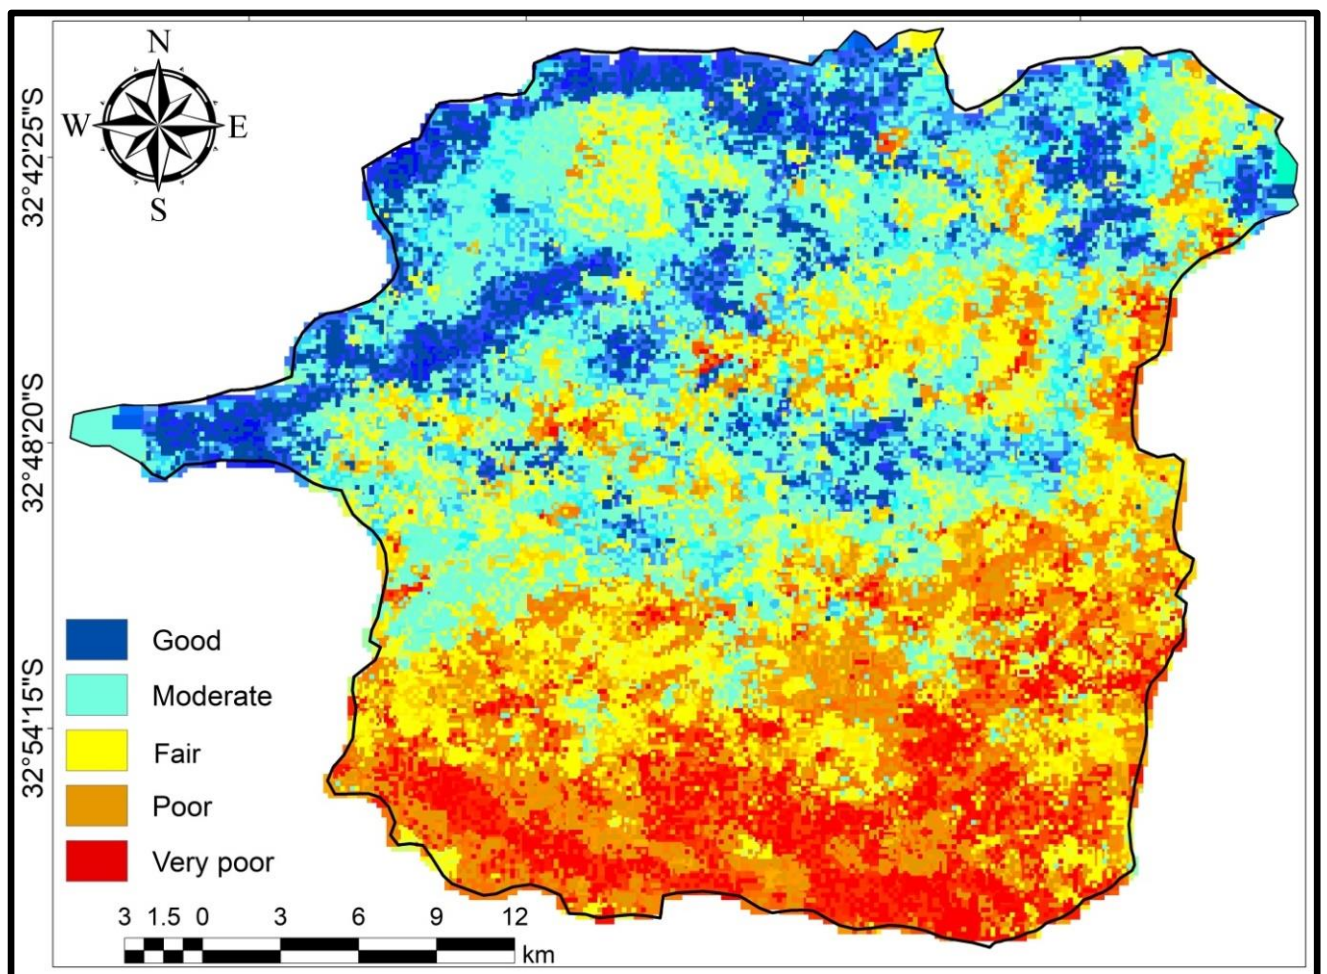 N
W E
S
32°42'25"S
32°48'20"S
32°54'15"S
Good
Moderate
Fair
Poor
Very poor
3 1.5 0 3 6 9 12
km